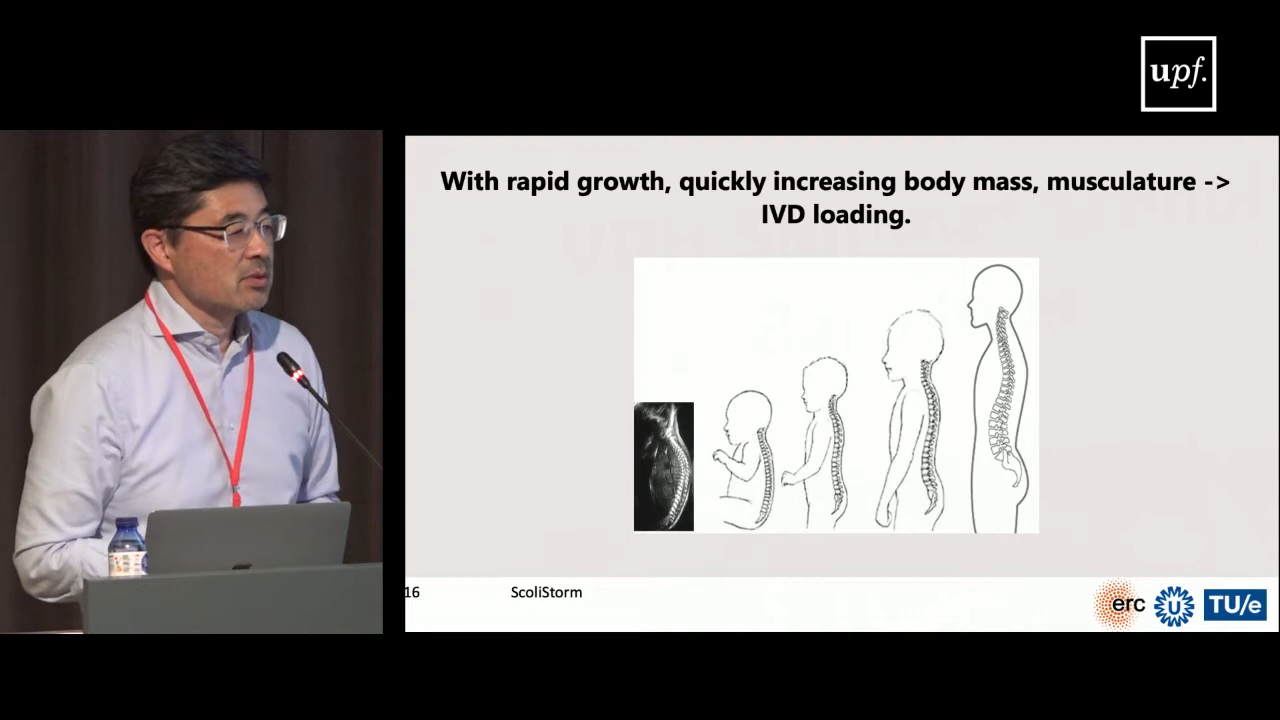 upf.
With rapid growth, quickly increasing body mass, musculature ->
IVD loading.
16
ScoliStorm
erc
U
TU/e